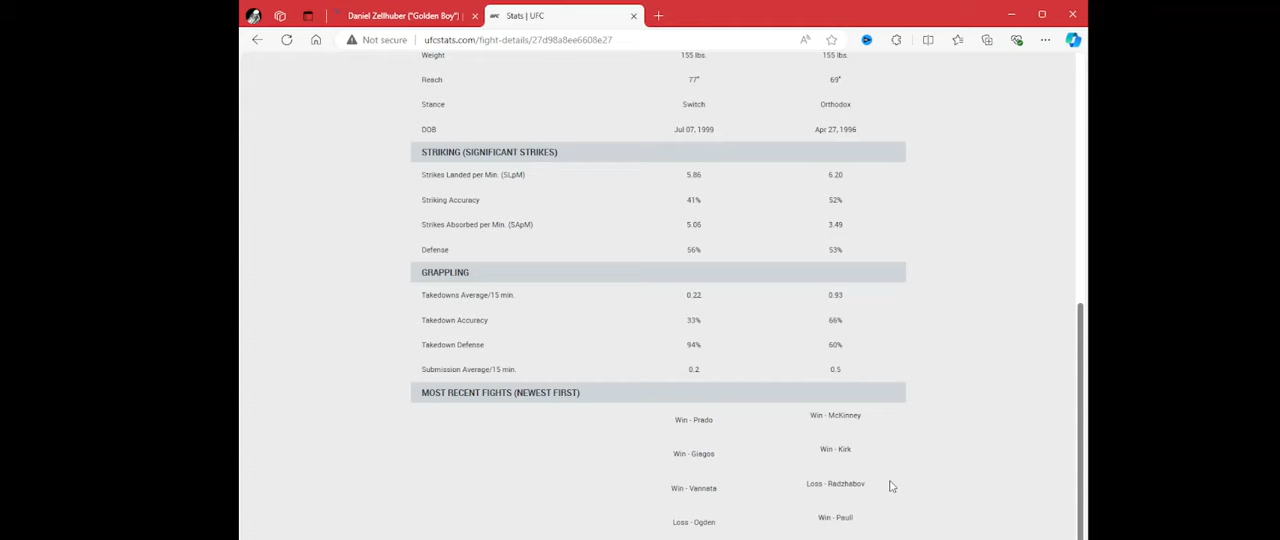 Daniel Zellhuber ("Golden Boy") |
Stats | UFC
Not secure
ufcstats.com/fight-details/27d98a8ee6608e27
Weight 155 lbs. 155 lbs.
Reach 77" 69"
Stance Switch Orthodox
DOB Jul 07, 1999 Apr 27, 1996
STRIKING (SIGNIFICANT STRIKES)
Strikes Landed per Min. (SLpM) 5.86 6.20
Striking Accuracy 41% 52%
Strikes Absorbed per Min. (SApM) 5.05 3.49
Defense 56% 53%
GRAPPLING
Takedowns Average/15 min. 0.22 0.93
Takedown Accuracy 33% 66%
Takedown Defense 94% 60%
Submission Average/15 min. 0.2 0.5
MOST RECENT FIGHTS (NEWEST FIRST)
Win - Prado Win - McKinney
Win - Giagos Win - Kirk
Win - Vannata Loss - Radzhabov
Loss - Ogden Win - Paull